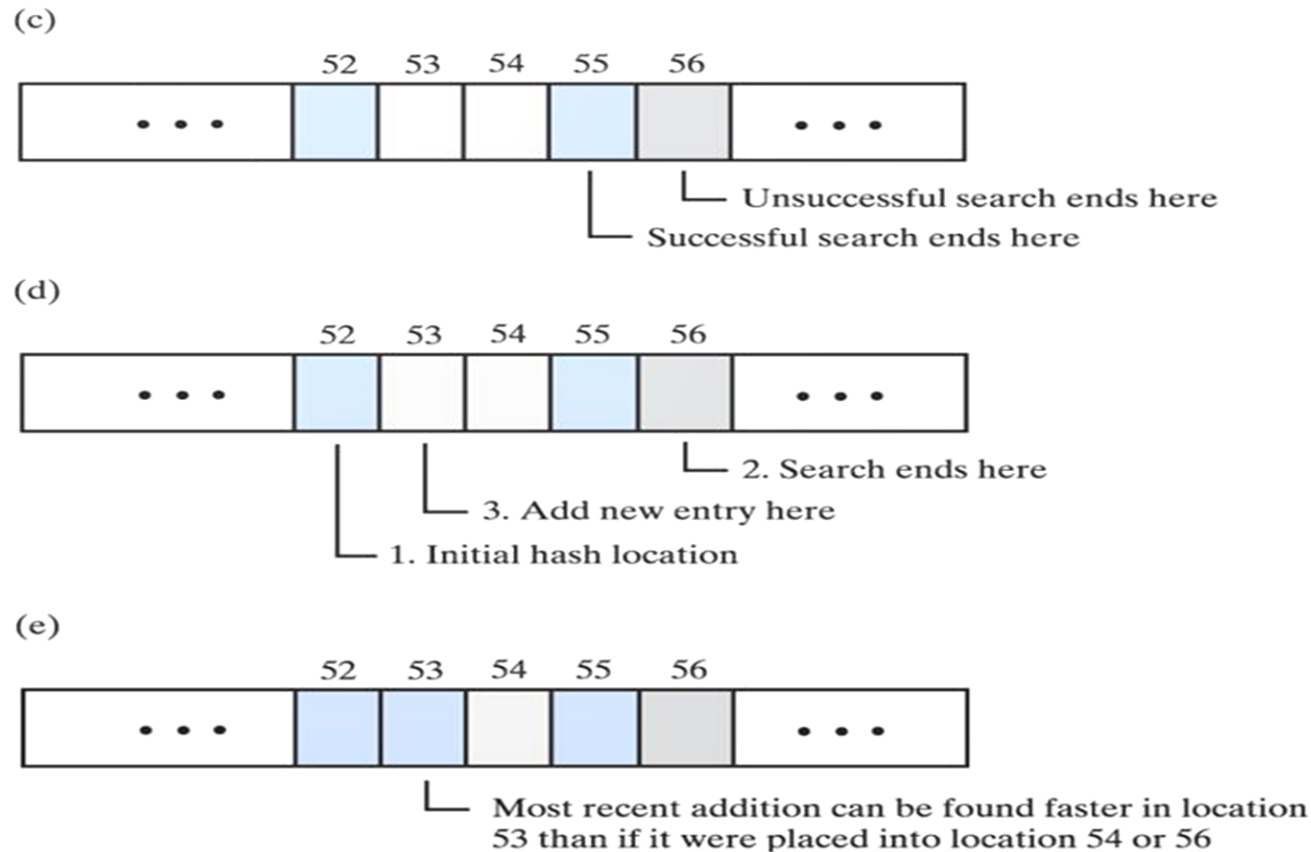 (c)
52 53 54 55 56
• • • • • •
Unsuccessful search ends here
Successful search ends here
(d)
52 53 54 55 56
• • • • • •
2. Search ends here
3. Add new entry here
1. Initial hash location
(e)
52 53 54 55 56
• • • • • •
Most recent addition can be found faster in location
53 than if it were placed into location 54 or 56